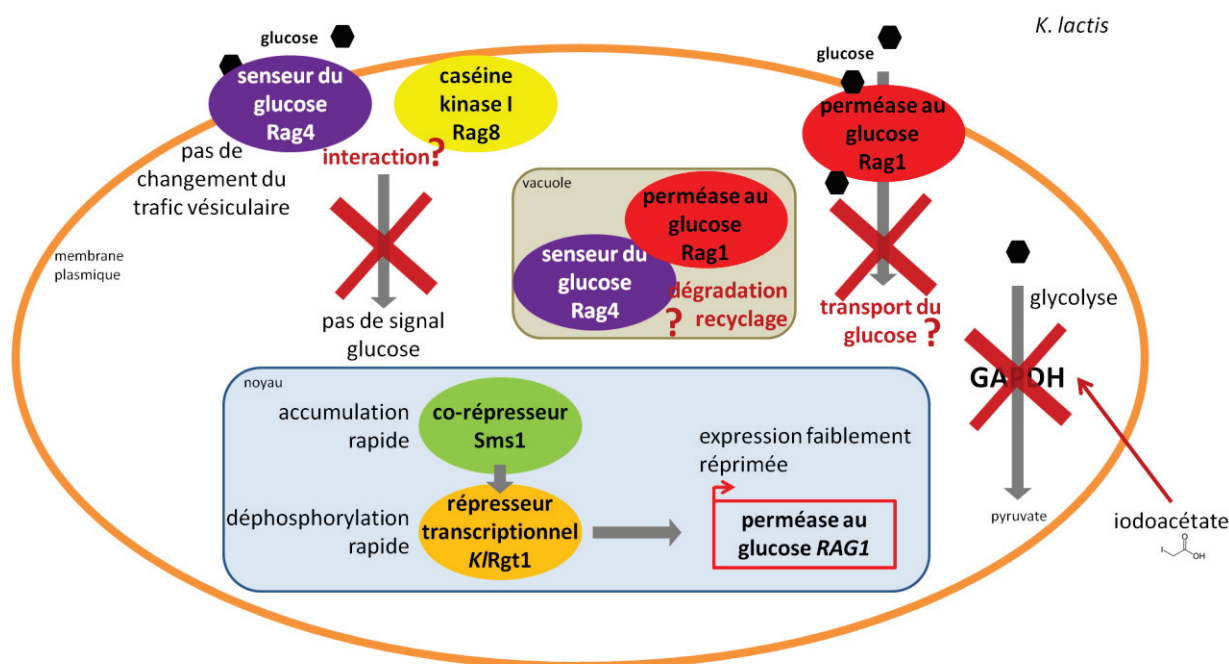 K. lactis
glucose
senseur du
glucose
Rag4
caséine
kinase I
Rag8
interaction?
pas de
changement du
trafic vésiculaire
membrane
plasmique
pas de signal
glucose
vacuole
perméase au
glucose
Rag1
senseur du
glucose
Rag4
dégradation
? recyclage
glucose
perméase au
glucose
Rag1
transport du
glucose ?
glycolyse
GAPDH
pyruvate
iodoacétate
I
O
OH
noyau
accumulation
rapide
co-répresseur
Sms1
déphosphorylation
rapide
répresseur
transcriptionnel
KlRgt1
expression faiblement
réprimée
perméase au
glucose RAG1